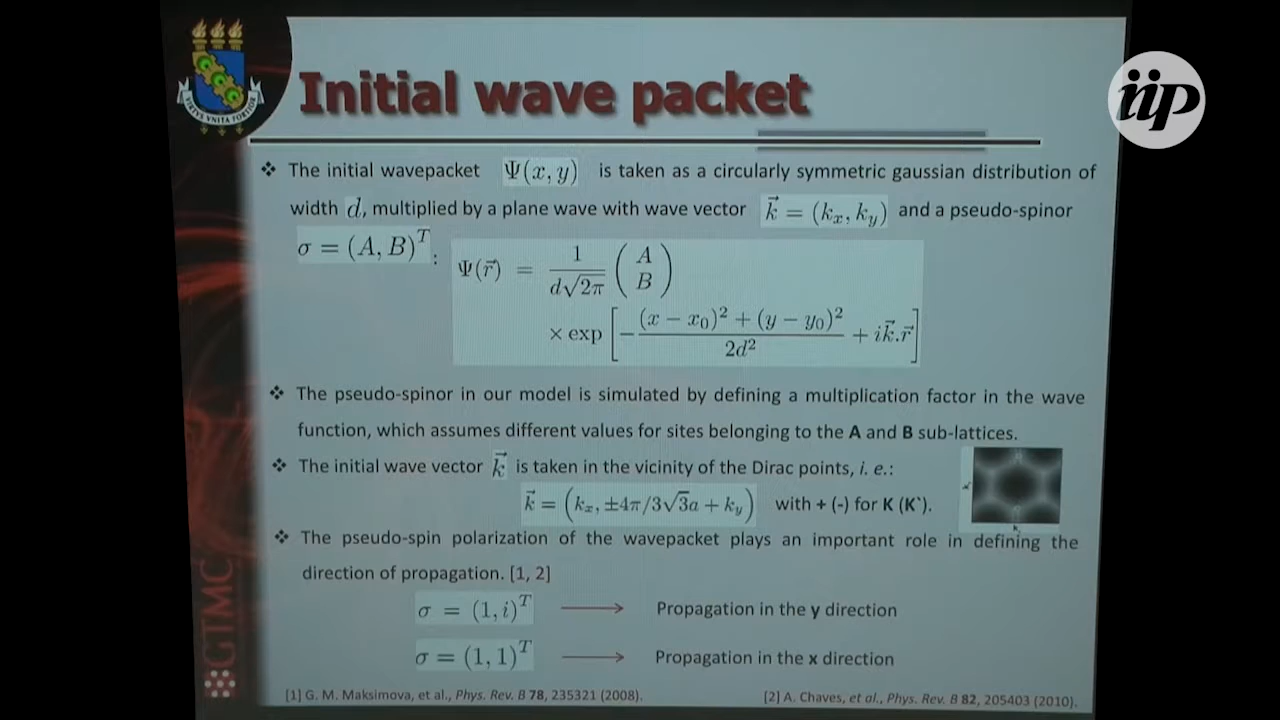 VIRTVS VNITA FORTIOR
Initial wave packet
iip
❖ The initial wavepacket Ψ(x, y) is taken as a circularly symmetric gaussian distribution of
width d, multiplied by a plane wave with wave vector k⃗ = (kₓ, kᵧ) and a pseudo-spinor
σ = (A, B)ᵀ :
Ψ(r⃗) = 1/(d√2π) (A B)
× exp [−((x − x₀)² + (y − y₀)²)/2d² + ik⃗.r⃗]
❖ The pseudo-spinor in our model is simulated by defining a multiplication factor in the wave
function, which assumes different values for sites belonging to the A and B sub-lattices.
❖ The initial wave vector k⃗ is taken in the vicinity of the Dirac points, i. e.:
k⃗ = (kₓ, ±4π/3√3a + kᵧ) with + (-) for K (K`).
❖ The pseudo-spin polarization of the wavepacket plays an important role in defining the
direction of propagation. [1, 2]
σ = (1, i)ᵀ → Propagation in the y direction
σ = (1, 1)ᵀ → Propagation in the x direction
GTMC
[1] G. M. Maksimova, et al., Phys. Rev. B 78, 235321 (2008). [2] A. Chaves, et al., Phys. Rev. B 82, 205403 (2010).